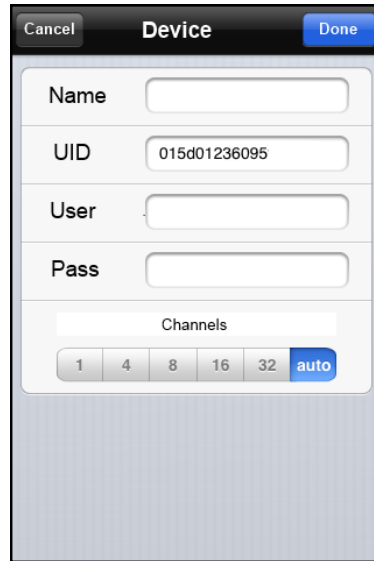 Cancel Device Done
Name
UID 015d01236095
User
Pass
Channels
1 4 8 16 32 auto